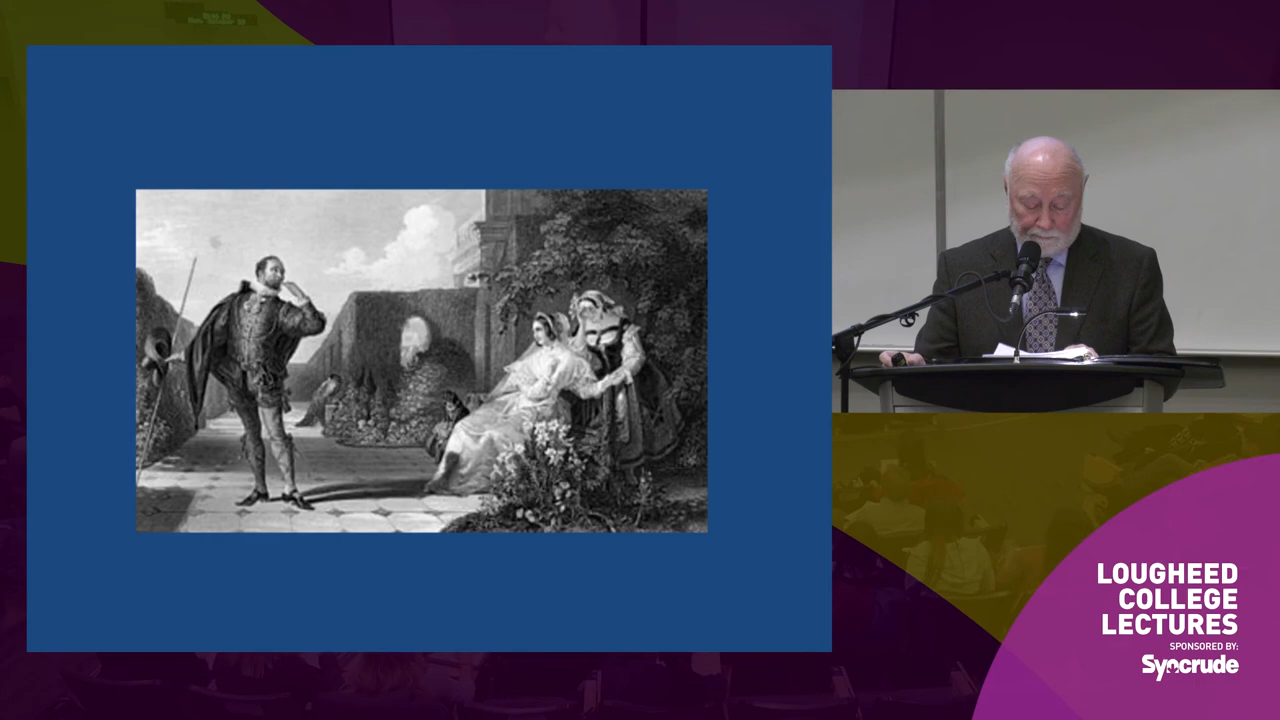 LOUGHEED
COLLEGE
LECTURES
SPONSORED BY:
Syncrude